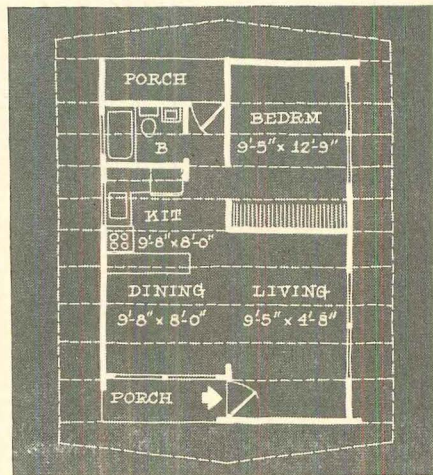 PORCH
BEDRM
9'-5" x 12'-9"
B
KIT
9'-8" x 8'-0"
DINING
9'-8" x 8'-0"
LIVING
9'-5" x 4'-8"
PORCH